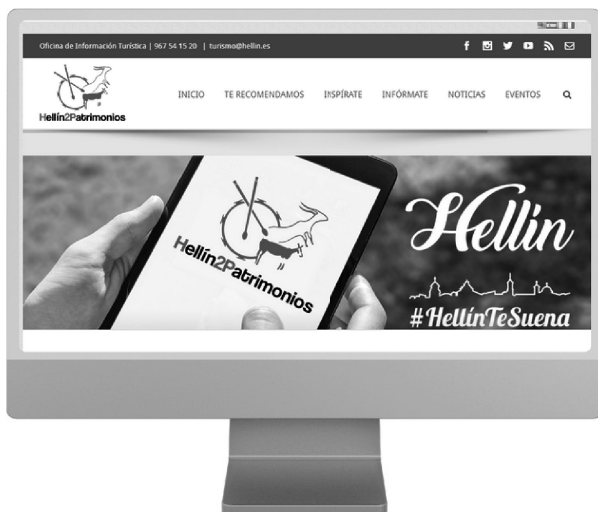 Oficina de Información Turística | 967 54 15 20 | turismo@hellin.es
Hellín2Patrimonios
INICIO TE RECOMENDAMOS INSPÍRATE INFÓRMATE NOTICIAS EVENTOS
Hellín2Patrimonios
Hellín
#HellínTeSuena